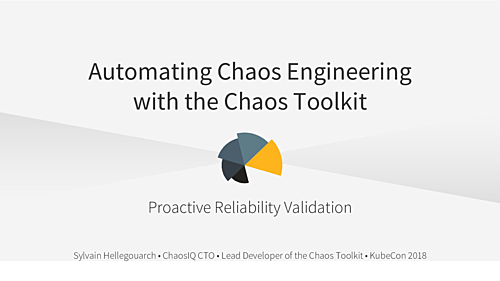 Automating Chaos Engineering
with the Chaos Toolkit
Proactive Reliability Validation
Sylvain Hellegouarch • ChaosIQ CTO • Lead Developer of the Chaos Toolkit • KubeCon 2018